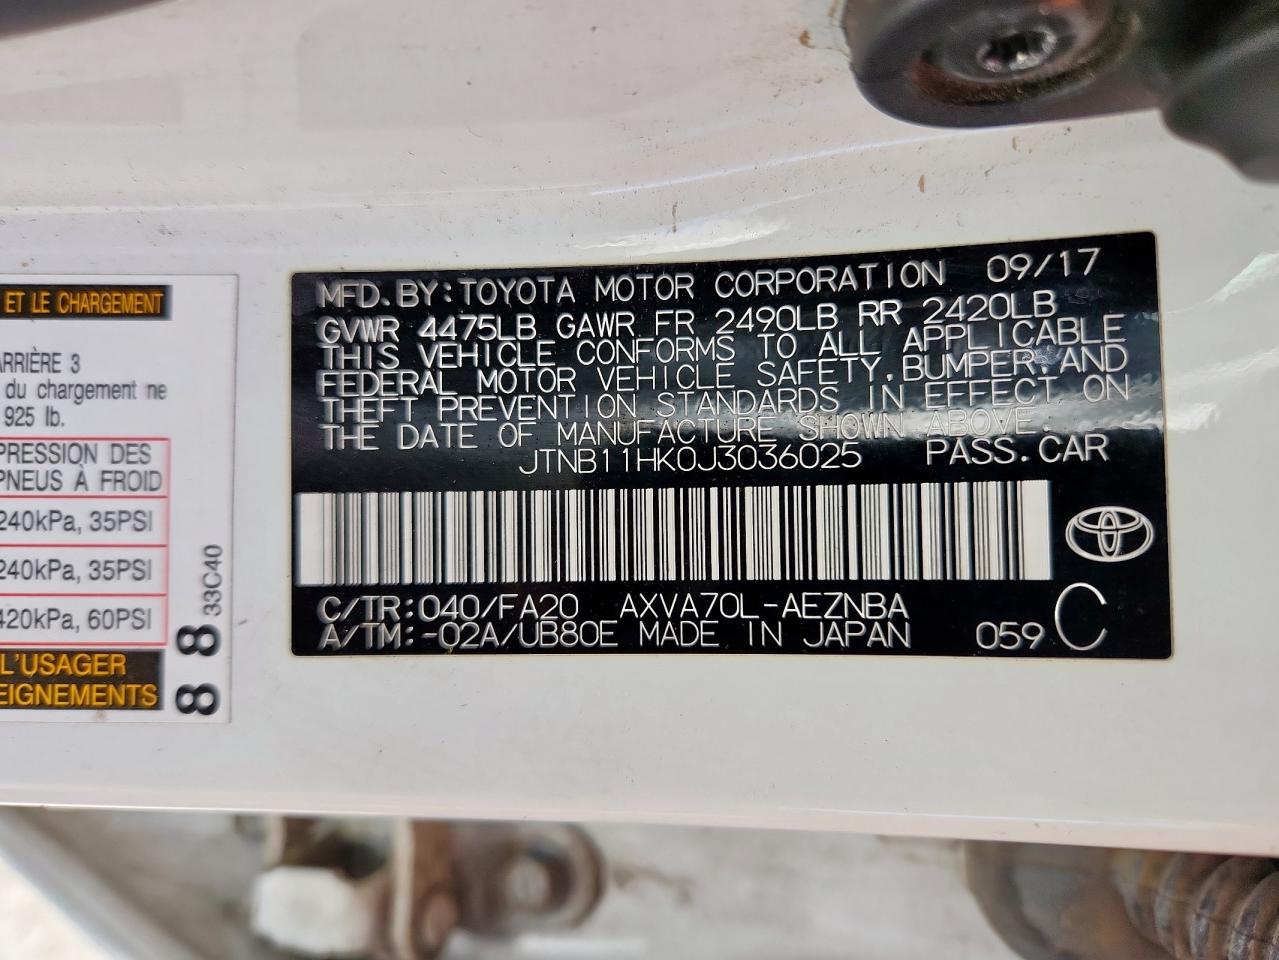 ET LE CHARGEMENT
ARRIÈRE 3
du chargement ne
925 lb.
PRESSION DES
PNEUS À FROID
240kPa, 35PSI
240kPa, 35PSI
420kPa, 60PSI
L'USAGER
33C40
88
MFD.BY:TOYOTA MOTOR CORPORATION 09/17
GVWR 4475LB GAWR FR 2490LB RR 2420LB
THIS VEHICLE CONFORMS TO ALL APPLICABLE
FEDERAL MOTOR VEHICLE SAFETY,BUMPER,AND
THEFT PREVENTION STANDARDS IN EFFECT ON
THE DATE OF MANUFACTURE SHOWN ABOVE.
JTNB11HK0J3036025 PASS.CAR
C/TR:040/FA20 AXVA70L-AEZNBA
A/TM:-02A/UB80E MADE IN JAPAN 059 C